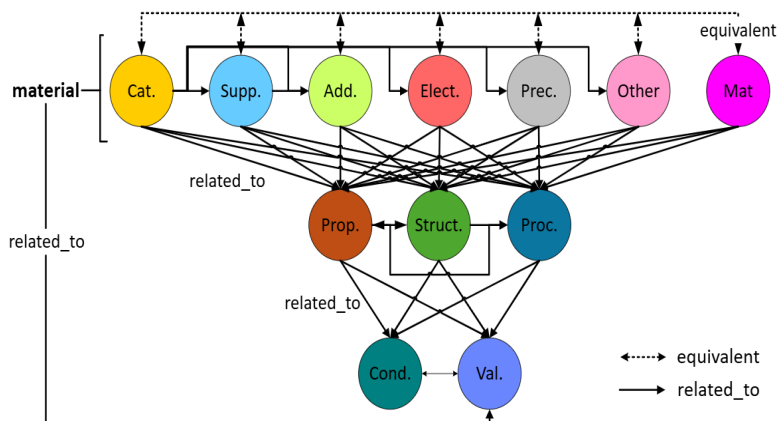 equivalent
material
Cat.
Supp.
Add.
Elect.
Prec.
Other
Mat
related_to
related_to
Prop.
Struct.
Proc.
related_to
Cond.
Val.
equivalent
related_to